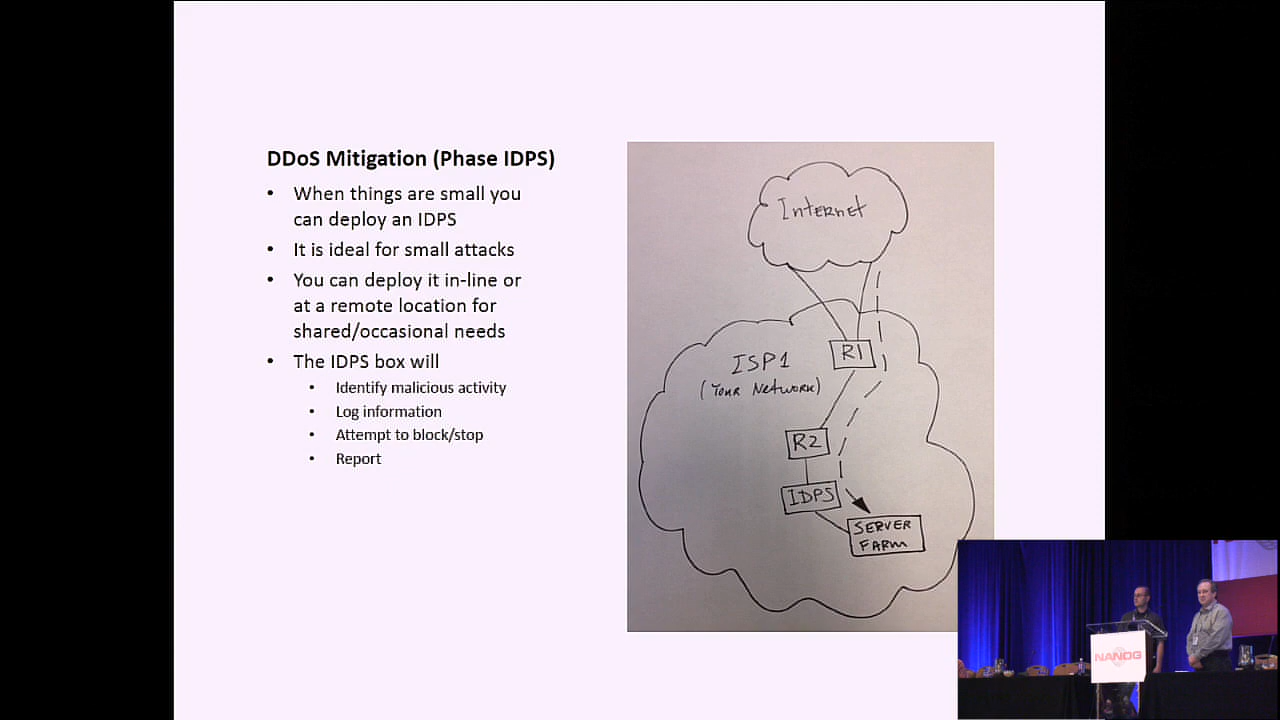 DDoS Mitigation (Phase IDPS)
• When things are small you
can deploy an IDPS
• It is ideal for small attacks
• You can deploy it in-line or
at a remote location for
shared/occasional needs
• The IDPS box will
• Identify malicious activity
• Log information
• Attempt to block/stop
• Report
Internet
R1
ISP1
(Your Network)
R2
IDPS
SERVER
FARM
NANOG